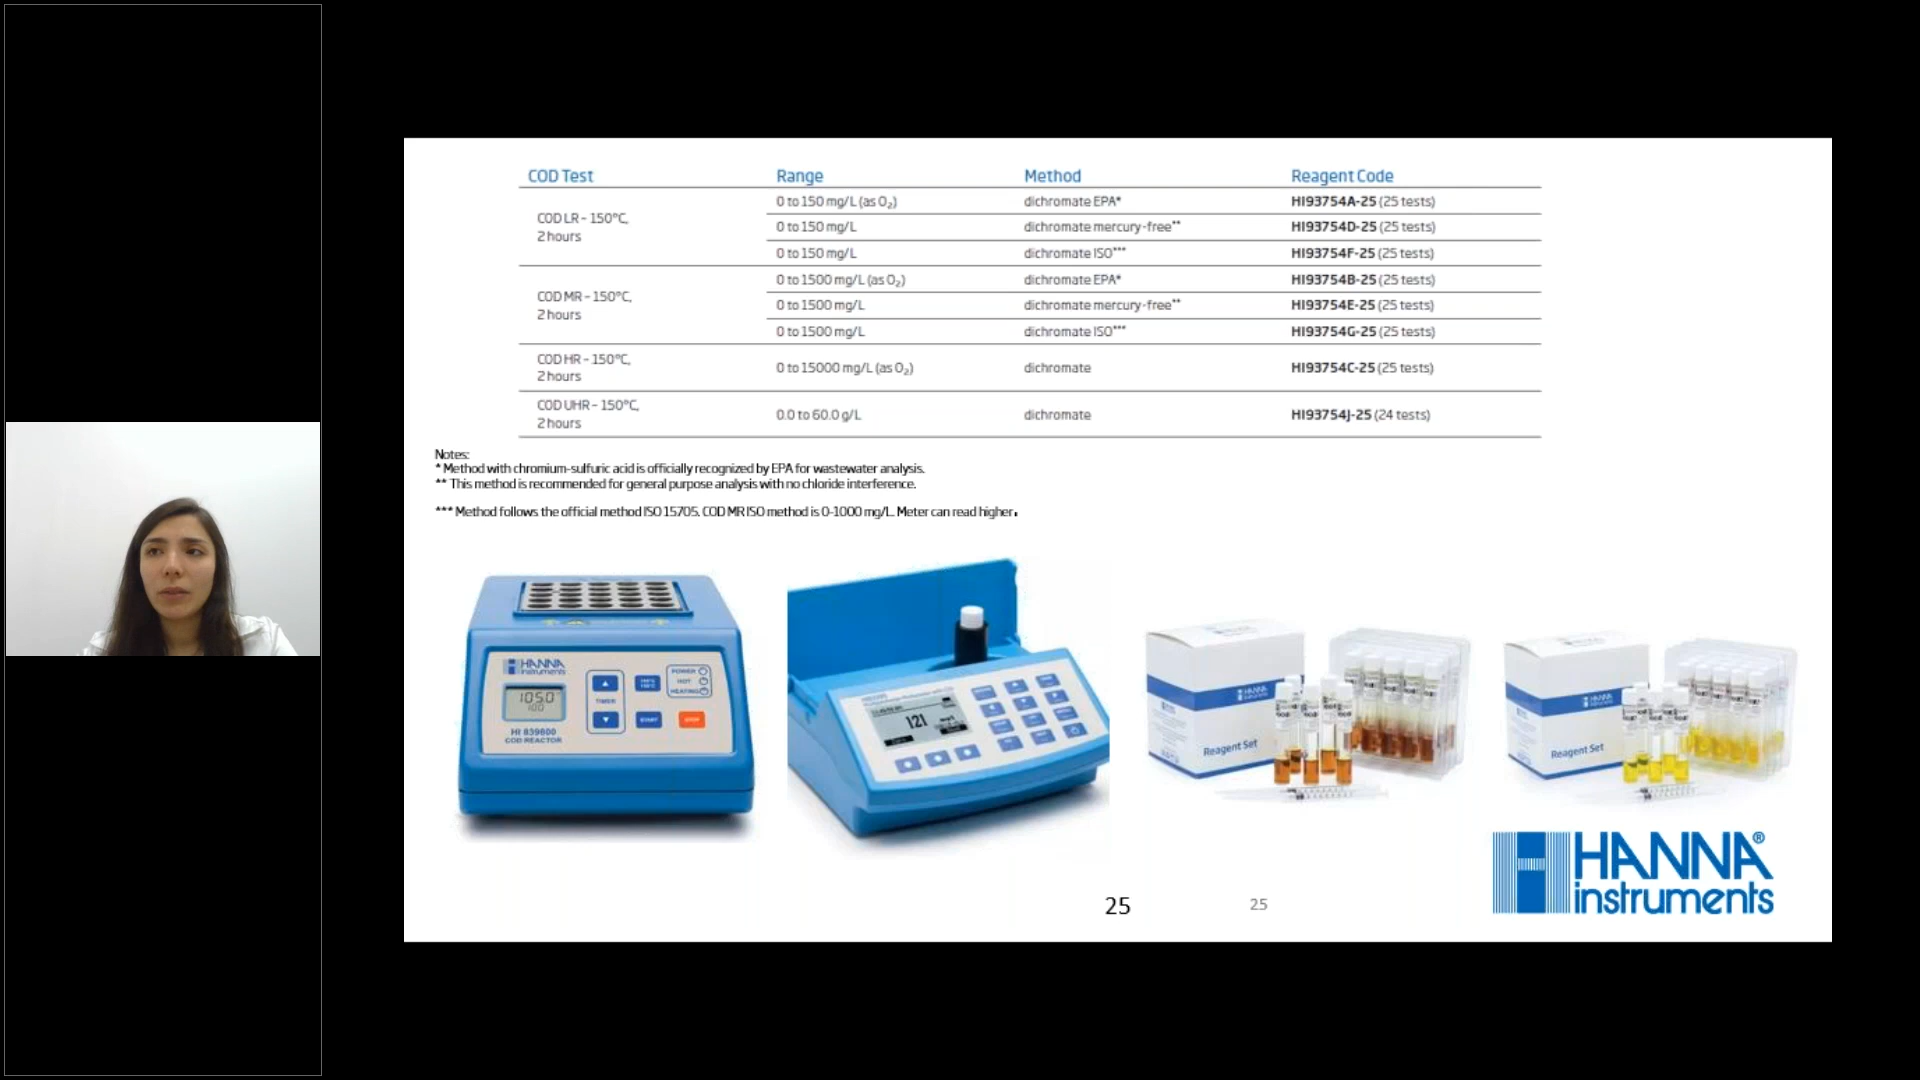 COD Test Range Method Reagent Code
COD LR – 150°C,
2 hours
0 to 150 mg/L (as O₂) dichromate EPA* HI93754A-25 (25 tests)
0 to 150 mg/L dichromate mercury-free** HI93754D-25 (25 tests)
0 to 150 mg/L dichromate ISO*** HI93754F-25 (25 tests)
COD MR – 150°C,
2 hours
0 to 1500 mg/L (as O₂) dichromate EPA* HI93754B-25 (25 tests)
0 to 1500 mg/L dichromate mercury-free** HI93754E-25 (25 tests)
0 to 1500 mg/L dichromate ISO*** HI93754G-25 (25 tests)
COD HR – 150°C,
2 hours
0 to 15000 mg/L (as O₂) dichromate HI93754C-25 (25 tests)
COD UHR – 150°C,
2 hours
0.0 to 60.0 g/L dichromate HI93754J-25 (24 tests)
Notes:
* Method with chromium-sulfuric acid is officially recognized by EPA for wastewater analysis.
** This method is recommended for general purpose analysis with no chloride interference.
*** Method follows the official method ISO 15705. COD MR ISO method is 0-1000 mg/L. Meter can read higher.
HANNA
instruments
POWER
HOT
HEATING
TIMER
START
STOP
HI 839800
COD REACTOR
121
HANNA
instruments
Reagent Set
HANNA
instruments
Reagent Set
HANNA®
instruments
25
25